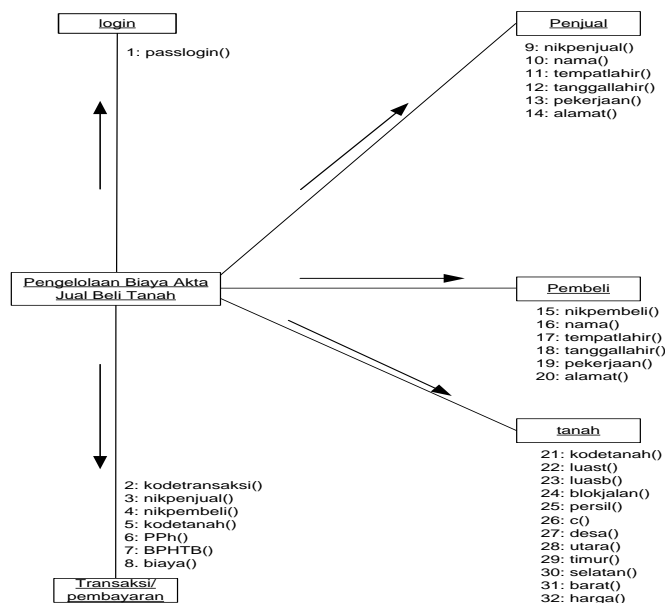 login
1: passlogin()
Penjual
9: nikpenjual()
10: nama()
11: tempatlahir()
12: tanggallahir()
13: pekerjaan()
14: alamat()
Pengelolaan Biaya Akta
Jual Beli Tanah
Pembeli
15: nikpembeli()
16: nama()
17: tempatlahir()
18: tanggallahir()
19: pekerjaan()
20: alamat()
tanah
21: kodetanah()
22: luast()
23: luasb()
24: blokjalan()
25: persil()
26: c()
27: desa()
28: utara()
29: timur()
30: selatan()
31: barat()
32: harga()
2: kodetransaksi()
3: nikpenjual()
4: nikpembeli()
5: kodetanah()
6: PPh()
7: BPHTB()
8. biaya()
Transaksi/
pembayaran